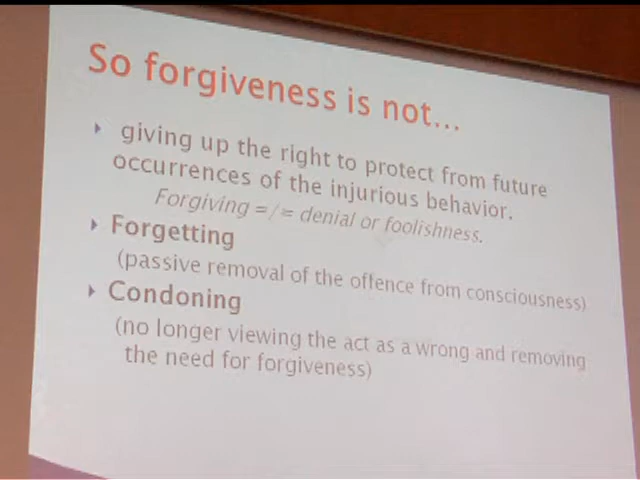 So forgiveness is not...
giving up the right to protect from future
occurrences of the injurious behavior.
Forgiving =/= denial or foolishness.
Forgetting
(passive removal of the offence from consciousness)
Condoning
(no longer viewing the act as a wrong and removing
the need for forgiveness)